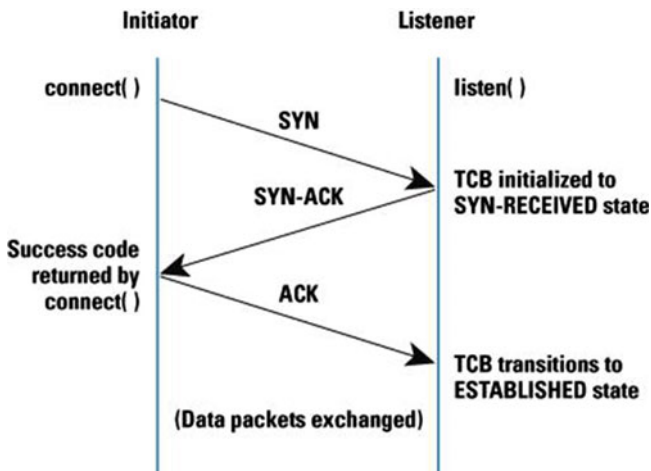 Initiator
Listener
connect( )
listen( )
SYN
TCB initialized to
SYN-RECEIVED state
SYN-ACK
Success code
returned by
connect( )
ACK
TCB transitions to
ESTABLISHED state
(Data packets exchanged)